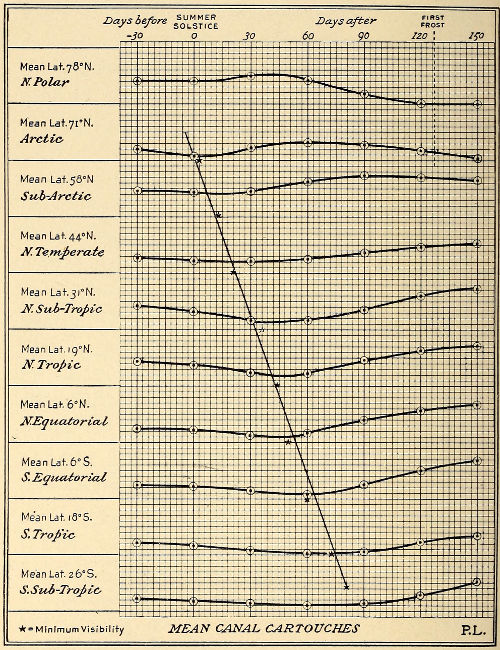 Days before SUMMER SOLSTICE Days after FIRST FROST
-30 0 30 60 90 120 150
Mean Lat. 78° N.
N. Polar
Mean Lat. 71° N.
Arctic
Mean Lat. 58° N
Sub-Arctic
Mean Lat. 44° N.
N. Temperate
Mean Lat. 31° N.
N. Sub-Tropic
Mean Lat. 19° N.
N. Tropic
Mean Lat. 6° N.
N. Equatorial
Mean Lat. 6° S.
S. Equatorial
Mean Lat. 18° S.
S. Tropic
Mean Lat. 26° S.
S. Sub-Tropic
★=Minimum Visibility MEAN CANAL CARTOUCHES P.L.